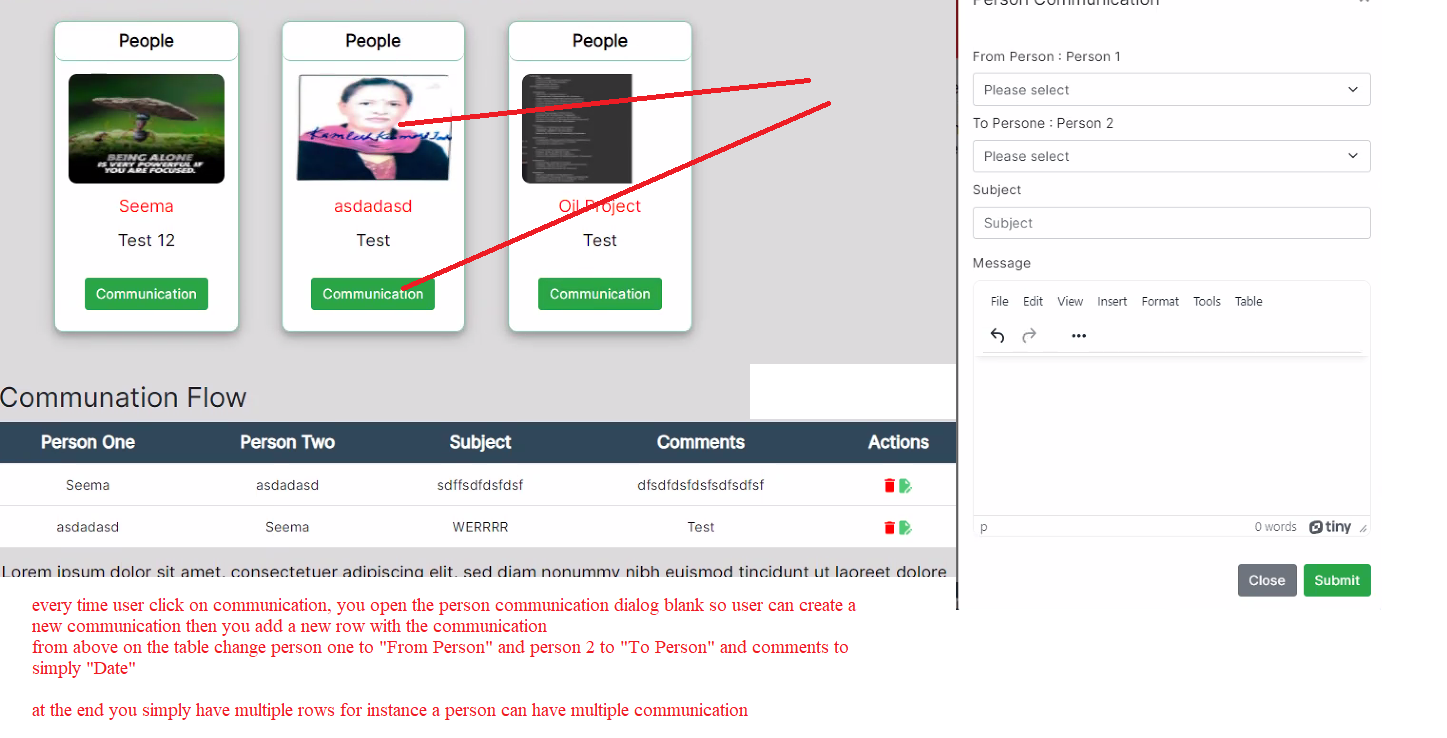 People
People
People
BEING ALONE
IS VERY POWERFUL IF
YOU ARE FOCUSED.
Seema
asdadasd
Oil Project
Test 12
Test
Test
Communication
Communication
Communication
Communation Flow
Person One Person Two Subject Comments Actions
Seema asdadasd sdffsdfdsfdsf dfsdfdsfdsfsdfsdfsf
asdadasd Seema WERRRR Test
Lorem ipsum dolor sit amet, consectetuer adipiscing elit, sed diam nonummy nibh euismod tincidunt ut laoreet dolore
every time user click on communication, you open the person communication dialog blank so user can create a
new communication then you add a new row with the communication
from above on the table change person one to "From Person" and person 2 to "To Person" and comments to
simply "Date"
at the end you simply have multiple rows for instance a person can have multiple communication
Person Communication
From Person : Person 1
Please select
To Persone : Person 2
Please select
Subject
Subject
Message
File Edit View Insert Format Tools Table
p 0 words tiny
Close Submit